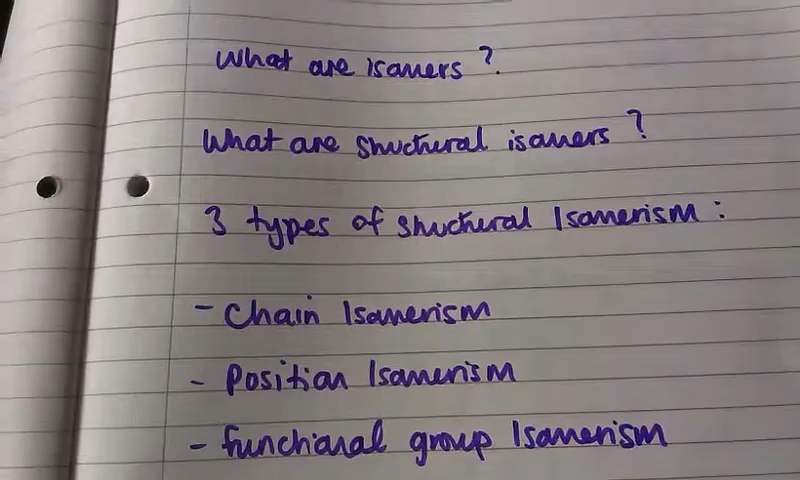 What are isomers ?
What are structural isomers ?
3 types of structural Isomerism :
- Chain Isomerism
- Position Isomerism
- functional group Isomerism